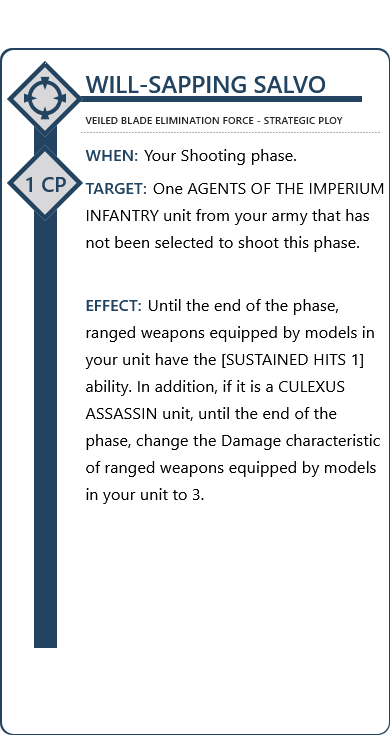 WILL-SAPPING SALVO
VEILED BLADE ELIMINATION FORCE - STRATEGIC PLOY
WHEN: Your Shooting phase.
1 CP
TARGET: One AGENTS OF THE IMPERIUM
INFANTRY unit from your army that has
not been selected to shoot this phase.
EFFECT: Until the end of the phase,
ranged weapons equipped by models in
your unit have the [SUSTAINED HITS 1]
ability. In addition, if it is a CULEXUS
ASSASSIN unit, until the end of the
phase, change the Damage characteristic
of ranged weapons equipped by models
in your unit to 3.